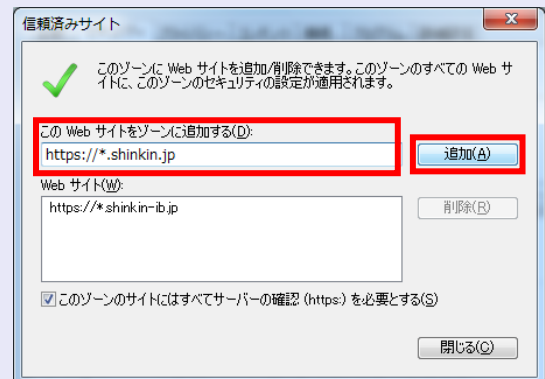 信頼済みサイト
このゾーンに Web サイトを追加/削除できます。このゾーンのすべての Web サ
イトに、このゾーンのセキュリティの設定が適用されます。
この Web サイトをゾーンに追加する(D):
https://*.shinkin.jp
追加(A)
Web サイト(W):
https://*.shinkin-ib.jp
削除(R)
このゾーンのサイトにはすべてサーバーの確認 (https:) を必要とする(S)
閉じる(C)